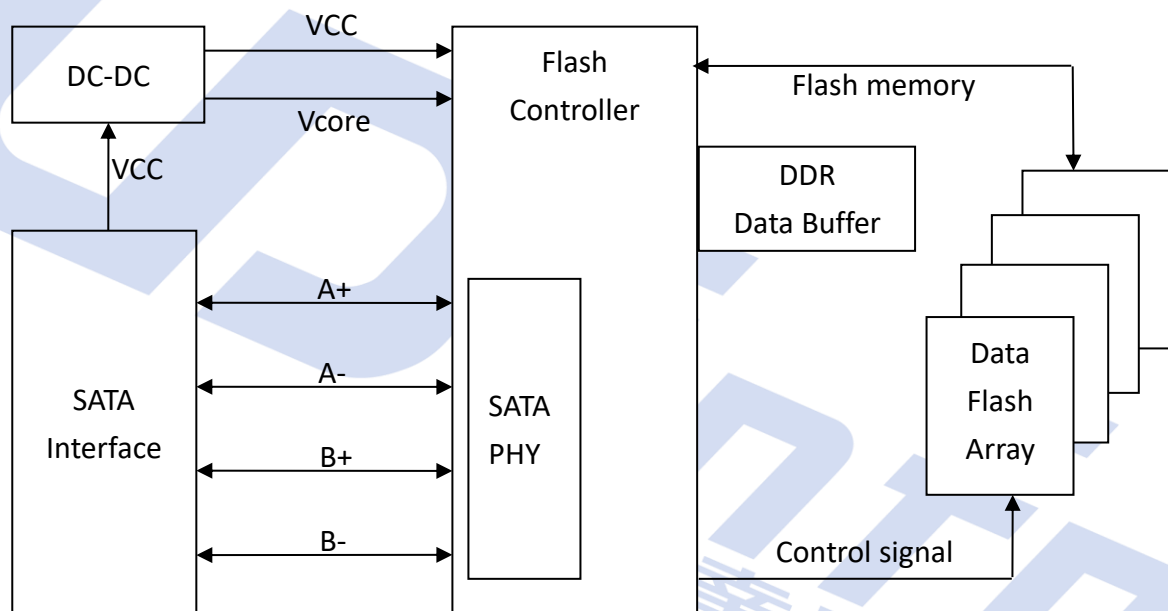 VCC
DC-DC
Vcore
VCC
Flash
Controller
Flash memory
DDR
Data Buffer
SATA
Interface
A+
A-
B+
B-
SATA
PHY
Data
Flash
Array
Control signal